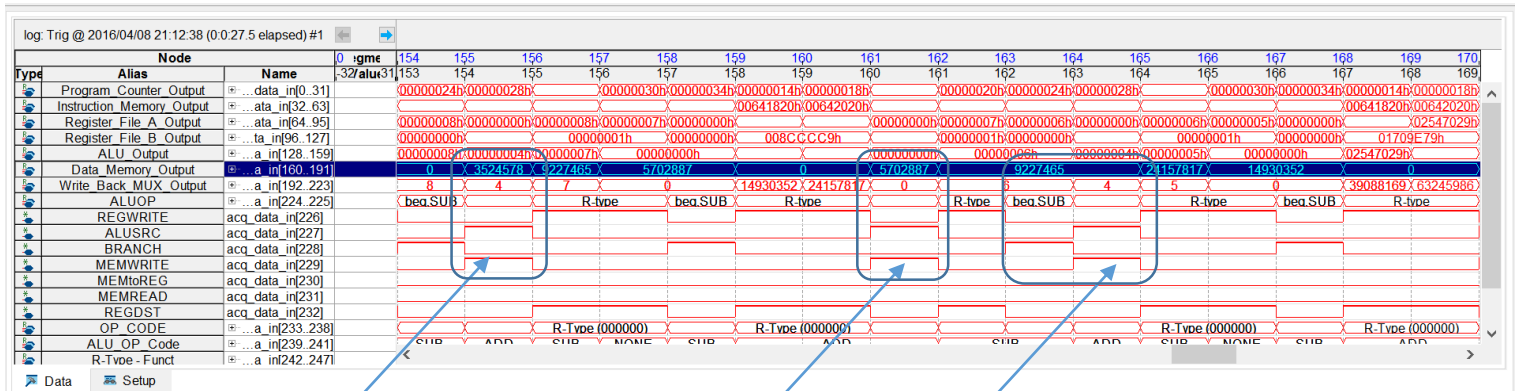 log: Trig @ 2016/04/08 21:12:38 (0:0:27.5 elapsed) #1
Node 0 154 155 156 157 158 159 160 161 162 163 164 165 166 167 168 169 170
Type Alias Name -32 31 153 154 155 156 157 158 159 160 161 162 163 164 165 166 167 168 169
Program_Counter_Output ...data_in[0..31] 00000024h 00000028h 00000030h 00000034h 00000014h 00000018h 00000020h 00000024h 00000028h 00000030h 00000034h 00000014h 00000018h
Instruction_Memory_Output ...ata_in[32..63] 00641820h 00642020h 00641820h 00642020h
Register_File_A_Output ...ata_in[64..95] 00000008h 00000000h 00000008h 00000007h 00000000h 00000000h 00000007h 00000006h 00000000h 00000006h 00000005h 00000000h 02547029h
Register_File_B_Output ...ta_in[96..127] 00000000h 00000001h 00000000h 008CCCC9h 00000001h 00000000h 00000001h 00000000h 01709E79h
ALU_Output ...a_in[128..159] 00000008h 00000004h 00000007h 00000000h 00000000h 00000006h 00000004h 00000005h 00000000h 02547029h
Data_Memory_Output ...a_in[160..191] 0 3524578 9227465 5702887 0 5702887 0 9227465 24157817 14930352 0
Write_Back_MUX_Output ...a_in[192..223] 8 4 7 0 14930352 24157817 0 6 4 5 0 39088169 63245986
ALUOP ...a_in[224..225] beq.SUB R-type beq.SUB R-type R-type beq.SUB R-type beq.SUB R-type
REGWRITE acq_data_in[226]
ALUSRC acq_data_in[227]
BRANCH acq_data_in[228]
MEMWRITE acq_data_in[229]
MEMtoREG acq_data_in[230]
MEMREAD acq_data_in[231]
REGDST acq_data_in[232]
OP_CODE ...a_in[233..238] R-Type (000000) R-Type (000000) R-Type (000000) R-Type (000000)
ALU_OP_Code ...a_in[239..241] SUB ADD SUB NONE SUB ADD SUB ADD SUB NONE SUB ADD
R-Type - Funct ...a_in[242..247]
Data Setup